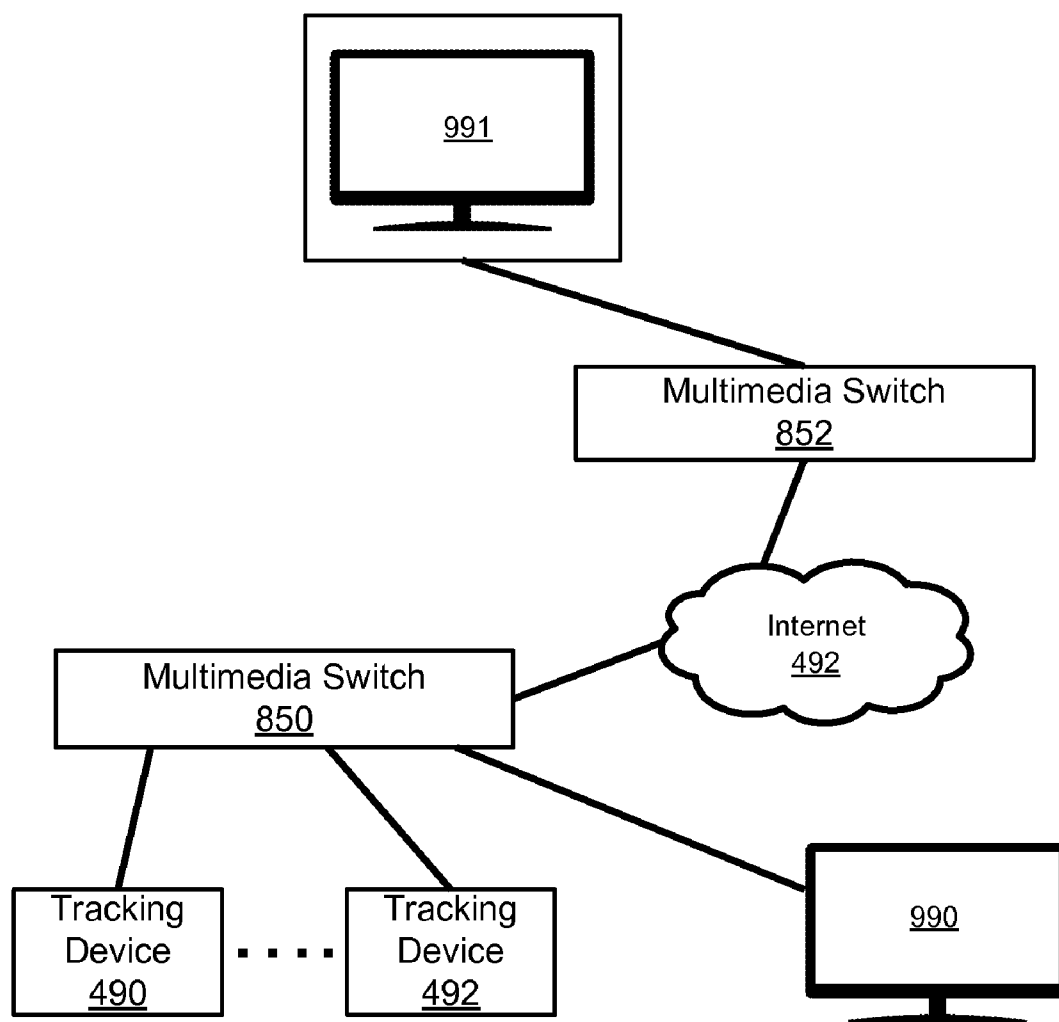 991
Multimedia Switch
852
Internet
492
Multimedia Switch
850
Tracking
Device
490
Tracking
Device
492
990